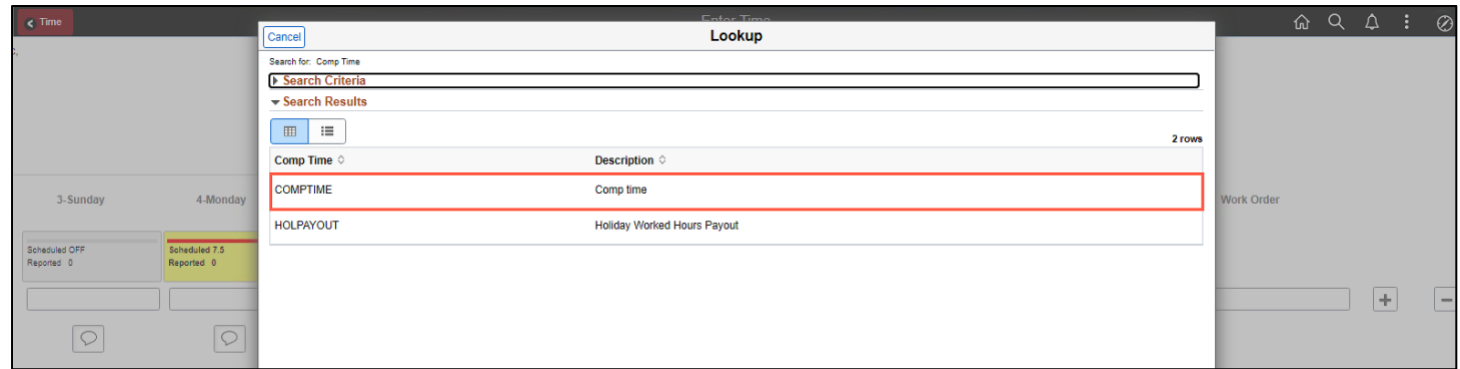 Time
Enter Time
Cancel
Lookup
Search for: Comp Time
Search Criteria
Search Results
2 rows
Comp Time
Description
COMPTIME
Comp time
HOLPAYOUT
Holiday Worked Hours Payout
3-Sunday
4-Monday
Work Order
Scheduled OFF
Reported 0
Scheduled 7.5
Reported 0